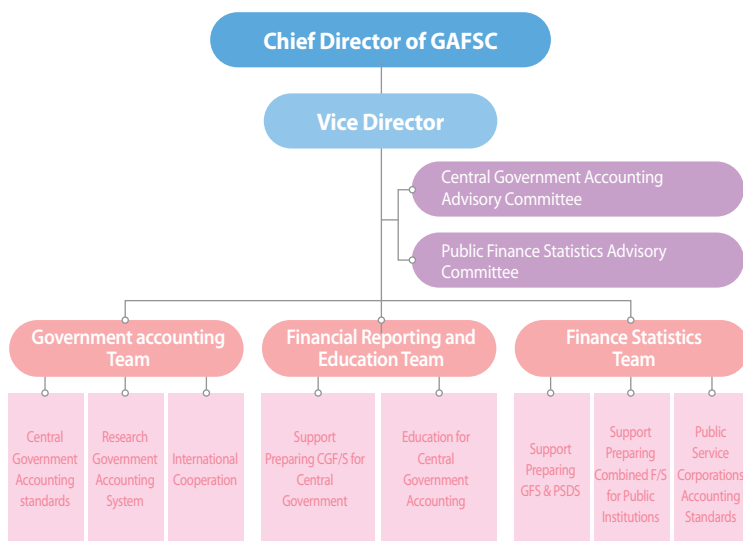 Chief Director of GAFSC
Vice Director
Central Government Accounting
Advisory Committee
Public Finance Statistics Advisory
Committee
Government accounting
Team
Financial Reporting and
Education Team
Finance Statistics
Team
Central
Government
Accounting
standards
Research
Government
Accounting
System
International
Cooperation
Support
Preparing CGF/S for
Central
Government
Education for
Central
Government
Accounting
Support
Preparing
GFS & PSDS
Support
Preparing
Combined F/S
for Public
Institutions
Public
Service
Corporations
Accounting
Standards